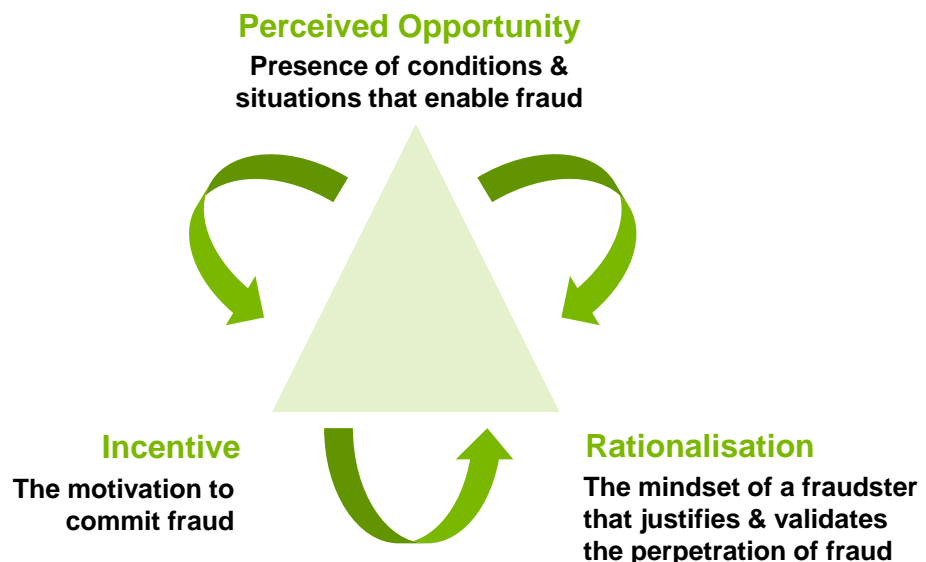 Perceived Opportunity
Presence of conditions &
situations that enable fraud
Incentive
The motivation to
commit fraud
Rationalisation
The mindset of a fraudster
that justifies & validates
the perpetration of fraud